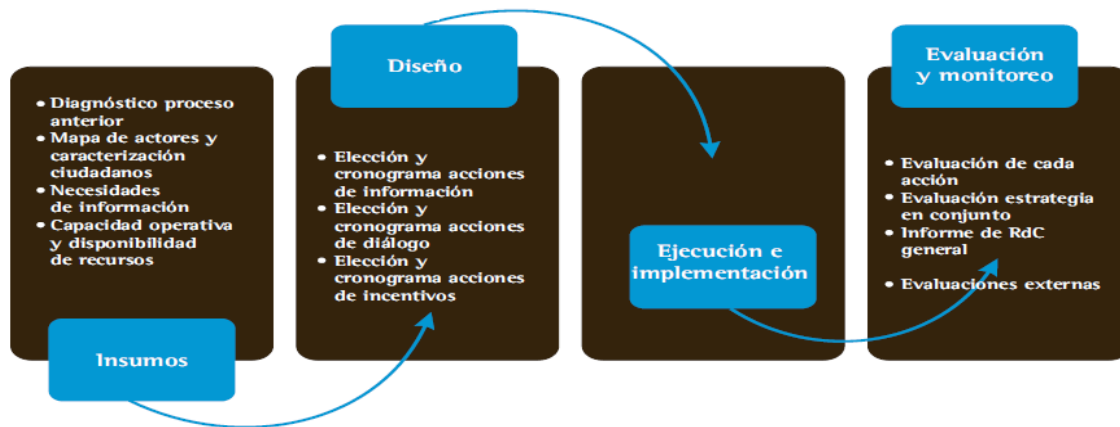 • Diagnóstico proceso
anterior
• Mapa de actores y
caracterización
ciudadanos
• Necesidades
de información
• Capacidad operativa
y disponibilidad
de recursos
Insumos
Diseño
• Elección y
cronograma acciones
de información
• Elección y
cronograma acciones
de diálogo
• Elección y
cronograma acciones
de incentivos
Ejecución e
implementación
Evaluación
y monitoreo
• Evaluación de cada
acción
• Evaluación estrategia
en conjunto
• Informe de RdC
general
• Evaluaciones externas